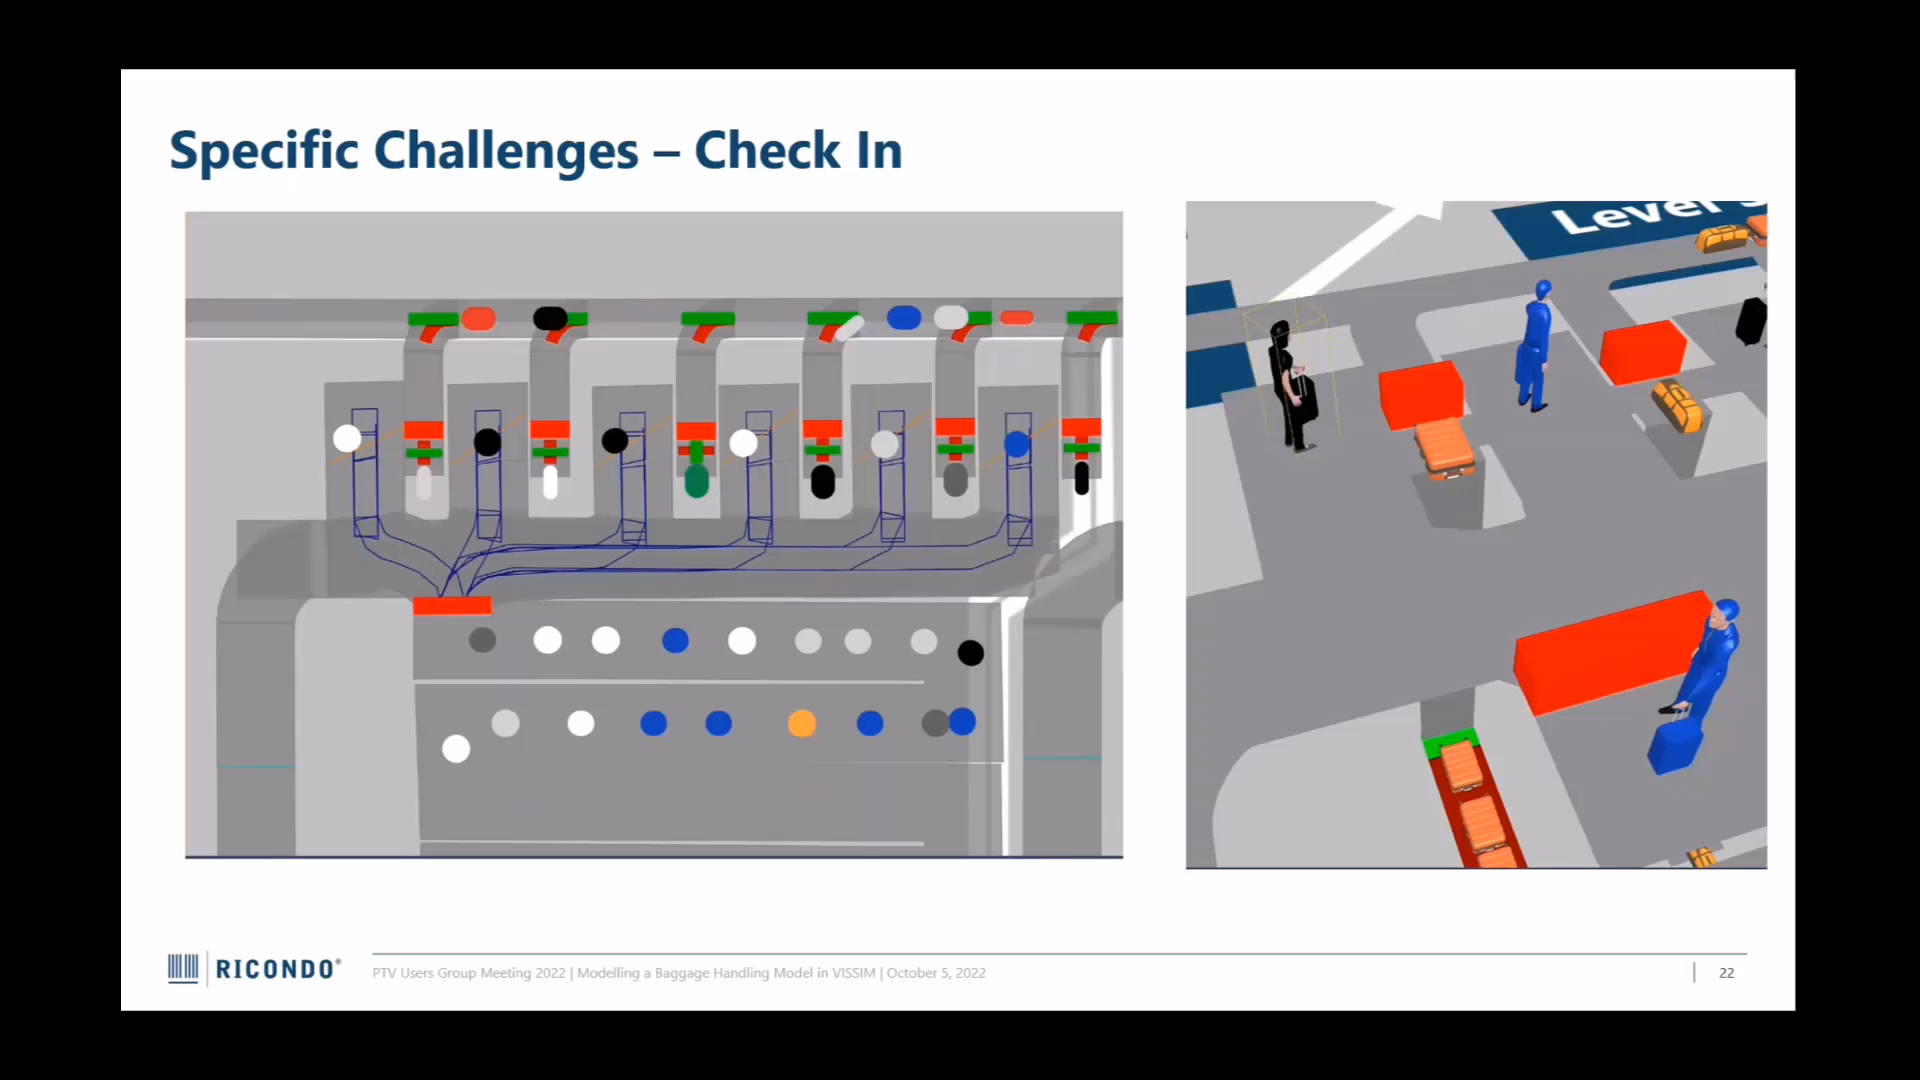 Specific Challenges – Check In
Level
RICONDO®
PTV Users Group Meeting 2022 | Modelling a Baggage Handling Model in VISSIM | October 5, 2022
22